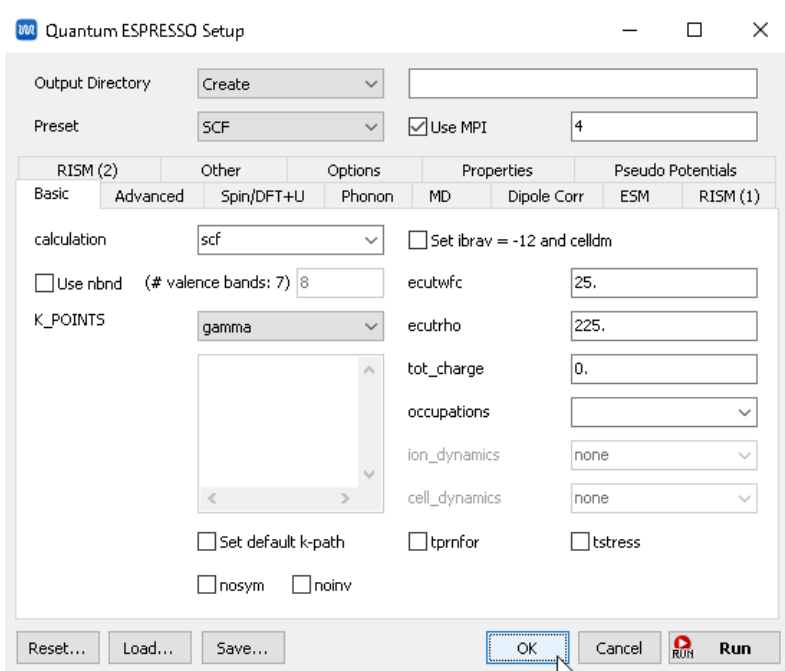 Quantum ESPRESSO Setup
Output Directory Create
Preset SCF Use MPI 4
RISM (2) Other Options Properties Pseudo Potentials
Basic Advanced Spin/DFT+U Phonon MD Dipole Corr ESM RISM (1)
calculation scf Set ibrav = -12 and celldm
Use nbnd (# valence bands: 7) 8 ecutwfc 25.
K_POINTS gamma ecutrho 225.
tot_charge 0.
occupations
ion_dynamics none
cell_dynamics none
Set default k-path tprnfor tstress
nosym noinv
Reset... Load... Save... OK Cancel RUN Run